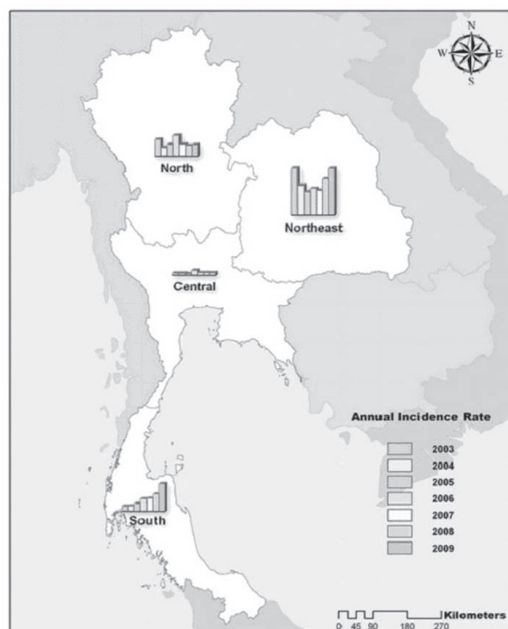 N
W E
S
North
Northeast
Central
South
Annual Incidence Rate
2003
2004
2005
2006
2007
2008
2009
Kilometers
0 45 90 180 270